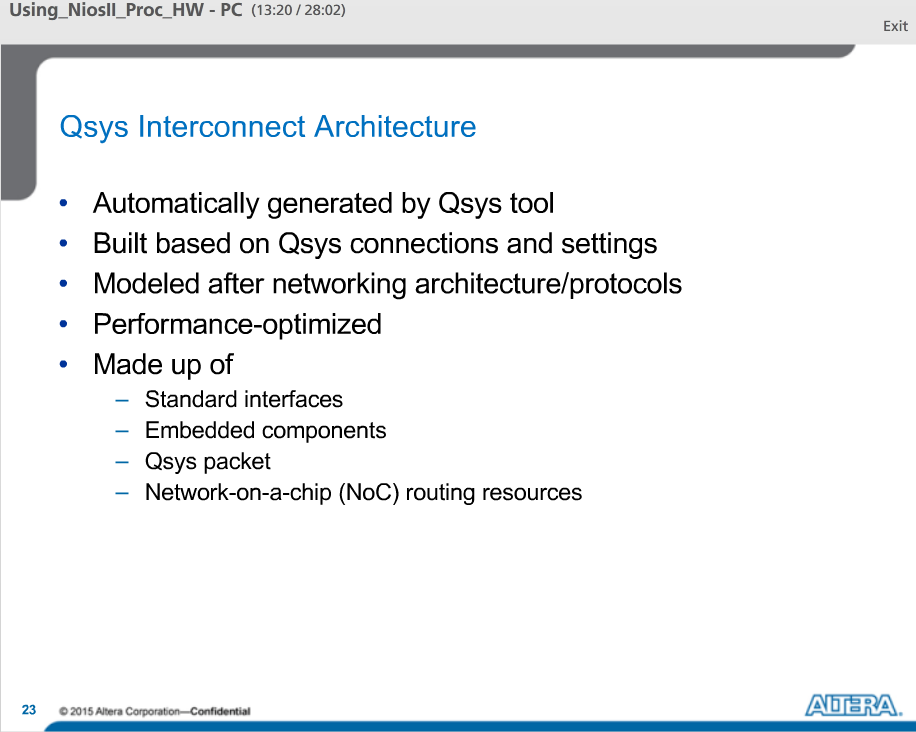 Using_NiosII_Proc_HW - PC (13:20 / 28:02)
Exit
Qsys Interconnect Architecture
• Automatically generated by Qsys tool
• Built based on Qsys connections and settings
• Modeled after networking architecture/protocols
• Performance-optimized
• Made up of
– Standard interfaces
– Embedded components
– Qsys packet
– Network-on-a-chip (NoC) routing resources
23 © 2015 Altera Corporation—Confidential
ALTERA.